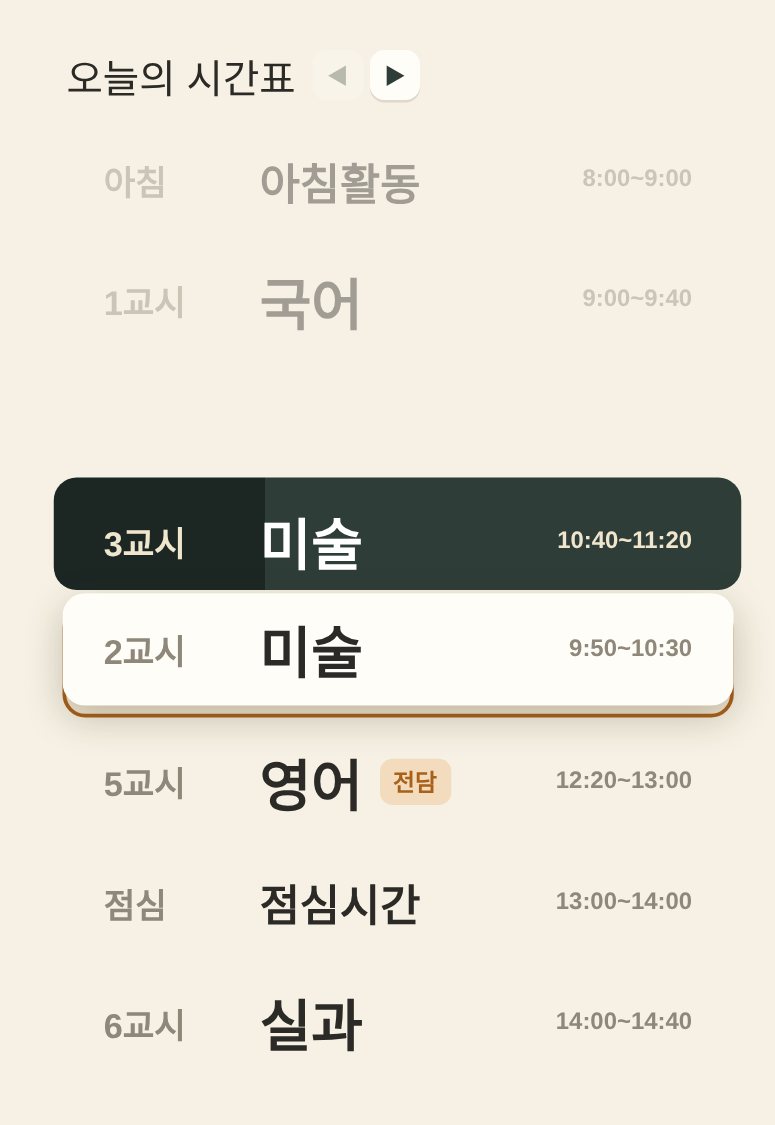 오늘의 시간표 ◀ ▶
아침 아침활동 8:00~9:00
1교시 국어 9:00~9:40
3교시 미술 10:40~11:20
2교시 미술 9:50~10:30
5교시 영어 전담 12:20~13:00
점심 점심시간 13:00~14:00
6교시 실과 14:00~14:40